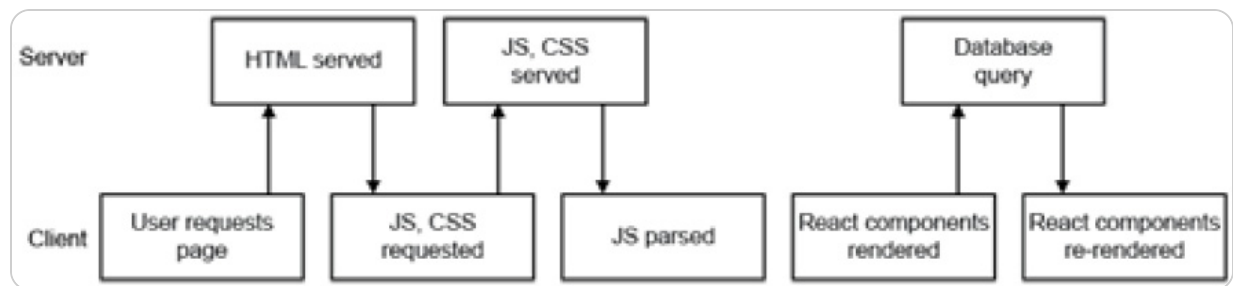 Server
HTML served
JS, CSS
served
Database
query
Client
User requests
page
JS, CSS
requested
JS parsed
React components
rendered
React components
re-rendered